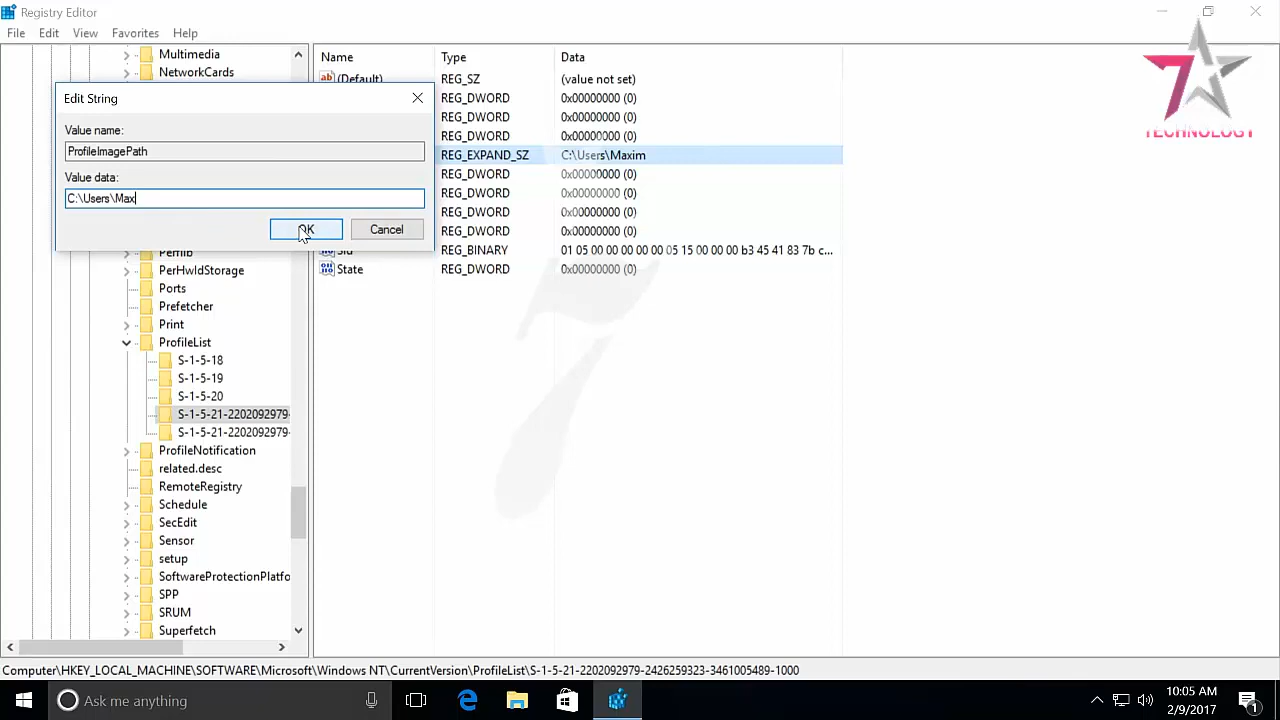 Registry Editor
File Edit View Favorites Help
Multimedia
NetworkCards
Name Type Data
(Default) REG_SZ (value not set)
REG_DWORD 0x00000000 (0)
REG_DWORD 0x00000000 (0)
REG_DWORD 0x00000000 (0)
REG_EXPAND_SZ C:\Users\Maxim
REG_DWORD 0x00000000 (0)
REG_DWORD 0x00000000 (0)
REG_DWORD 0x00000000 (0)
REG_DWORD 0x00000000 (0)
Sid REG_BINARY 01 05 00 00 00 00 00 05 15 00 00 00 b3 45 41 83 7b c...
State REG_DWORD 0x00000000 (0)
Edit String
Value name:
ProfileImagePath
Value data:
C:\Users\Max
OK Cancel
Perflib
PerHwIdStorage
Ports
Prefetcher
Print
ProfileList
S-1-5-18
S-1-5-19
S-1-5-20
S-1-5-21-2202092979-
S-1-5-21-2202092979-
ProfileNotification
related.desc
RemoteRegistry
Schedule
SecEdit
Sensor
setup
SoftwareProtectionPlatfo
SPP
SRUM
Superfetch
Computer\HKEY_LOCAL_MACHINE\SOFTWARE\Microsoft\Windows NT\CurrentVersion\ProfileList\S-1-5-21-2202092979-2426259323-3461005489-1000
Ask me anything
10:05 AM
2/9/2017
1
7
TECHNOLOGY